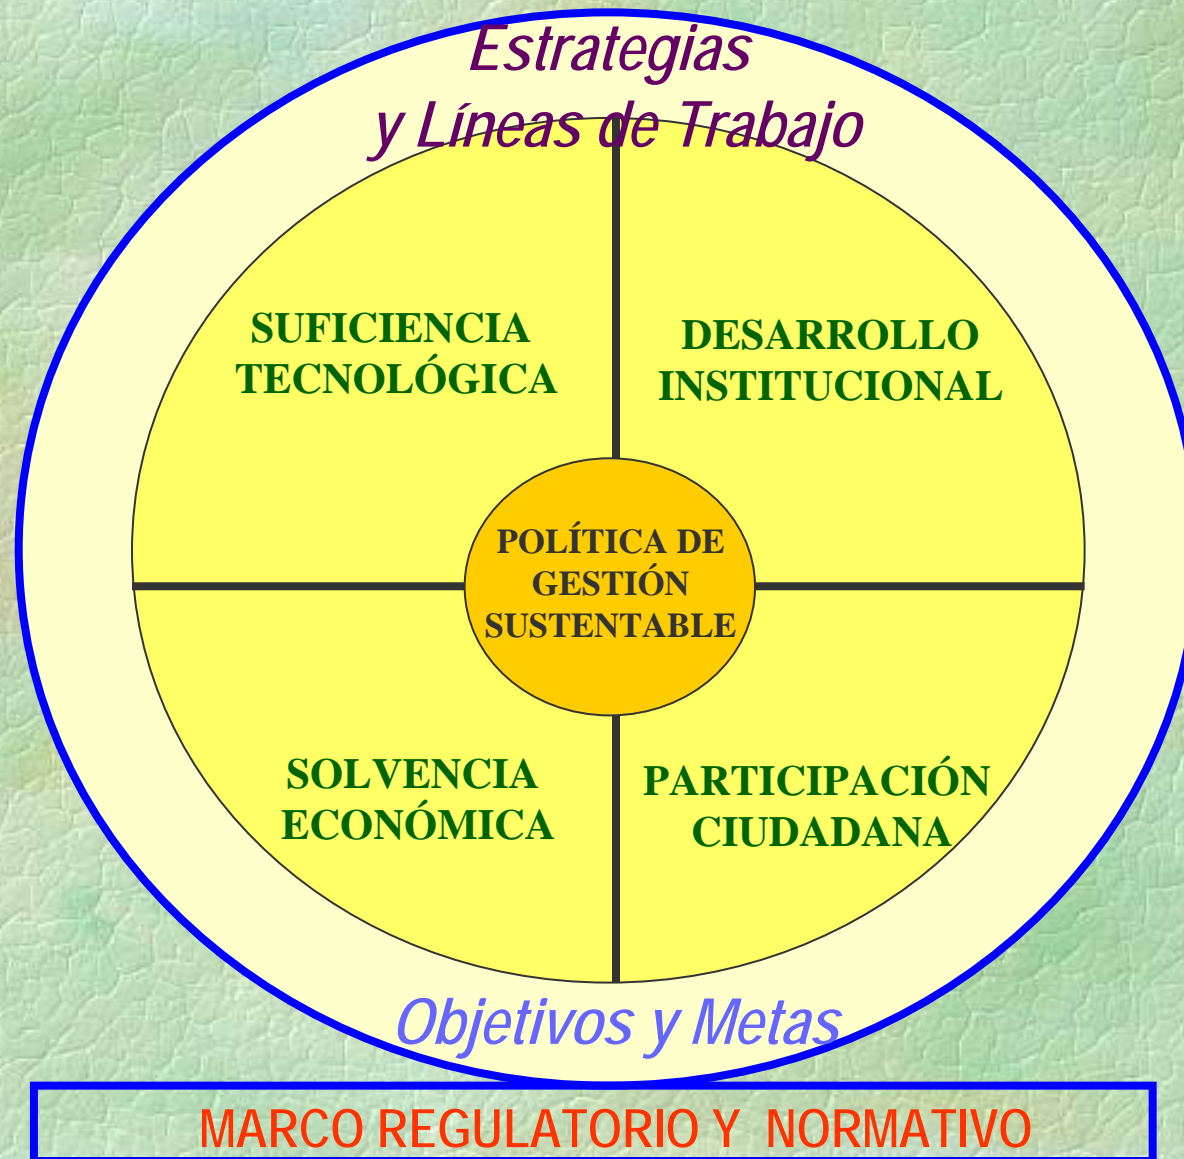 Estrategias
y Líneas de Trabajo
SUFICIENCIA
TECNOLÓGICA
DESARROLLO
INSTITUCIONAL
POLÍTICA DE
GESTIÓN
SUSTENTABLE
SOLVENCIA
ECONÓMICA
PARTICIPACIÓN
CIUDADANA
Objetivos y Metas
MARCO REGULATORIO Y NORMATIVO